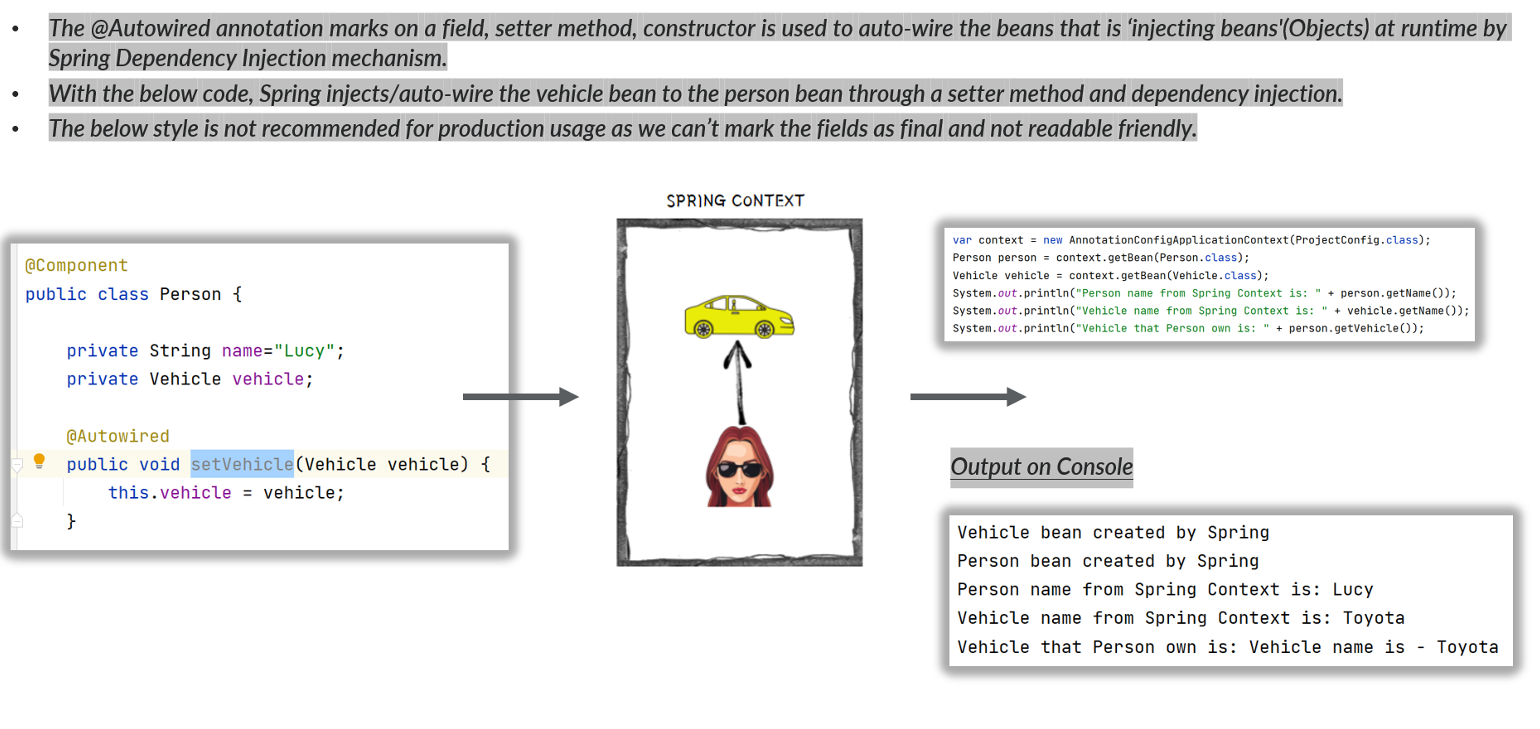 • The @Autowired annotation marks on a field, setter method, constructor is used to auto-wire the beans that is ‘injecting beans'(Objects) at runtime by
Spring Dependency Injection mechanism.
• With the below code, Spring injects/auto-wire the vehicle bean to the person bean through a setter method and dependency injection.
• The below style is not recommended for production usage as we can’t mark the fields as final and not readable friendly.
@Component
public class Person {
private String name="Lucy";
private Vehicle vehicle;
@Autowired
public void setVehicle(Vehicle vehicle) {
this.vehicle = vehicle;
}
SPRING CONTEXT
var context = new AnnotationConfigApplicationContext(ProjectConfig.class);
Person person = context.getBean(Person.class);
Vehicle vehicle = context.getBean(Vehicle.class);
System.out.println("Person name from Spring Context is: " + person.getName());
System.out.println("Vehicle name from Spring Context is: " + vehicle.getName());
System.out.println("Vehicle that Person own is: " + person.getVehicle());
Output on Console
Vehicle bean created by Spring
Person bean created by Spring
Person name from Spring Context is: Lucy
Vehicle name from Spring Context is: Toyota
Vehicle that Person own is: Vehicle name is - Toyota